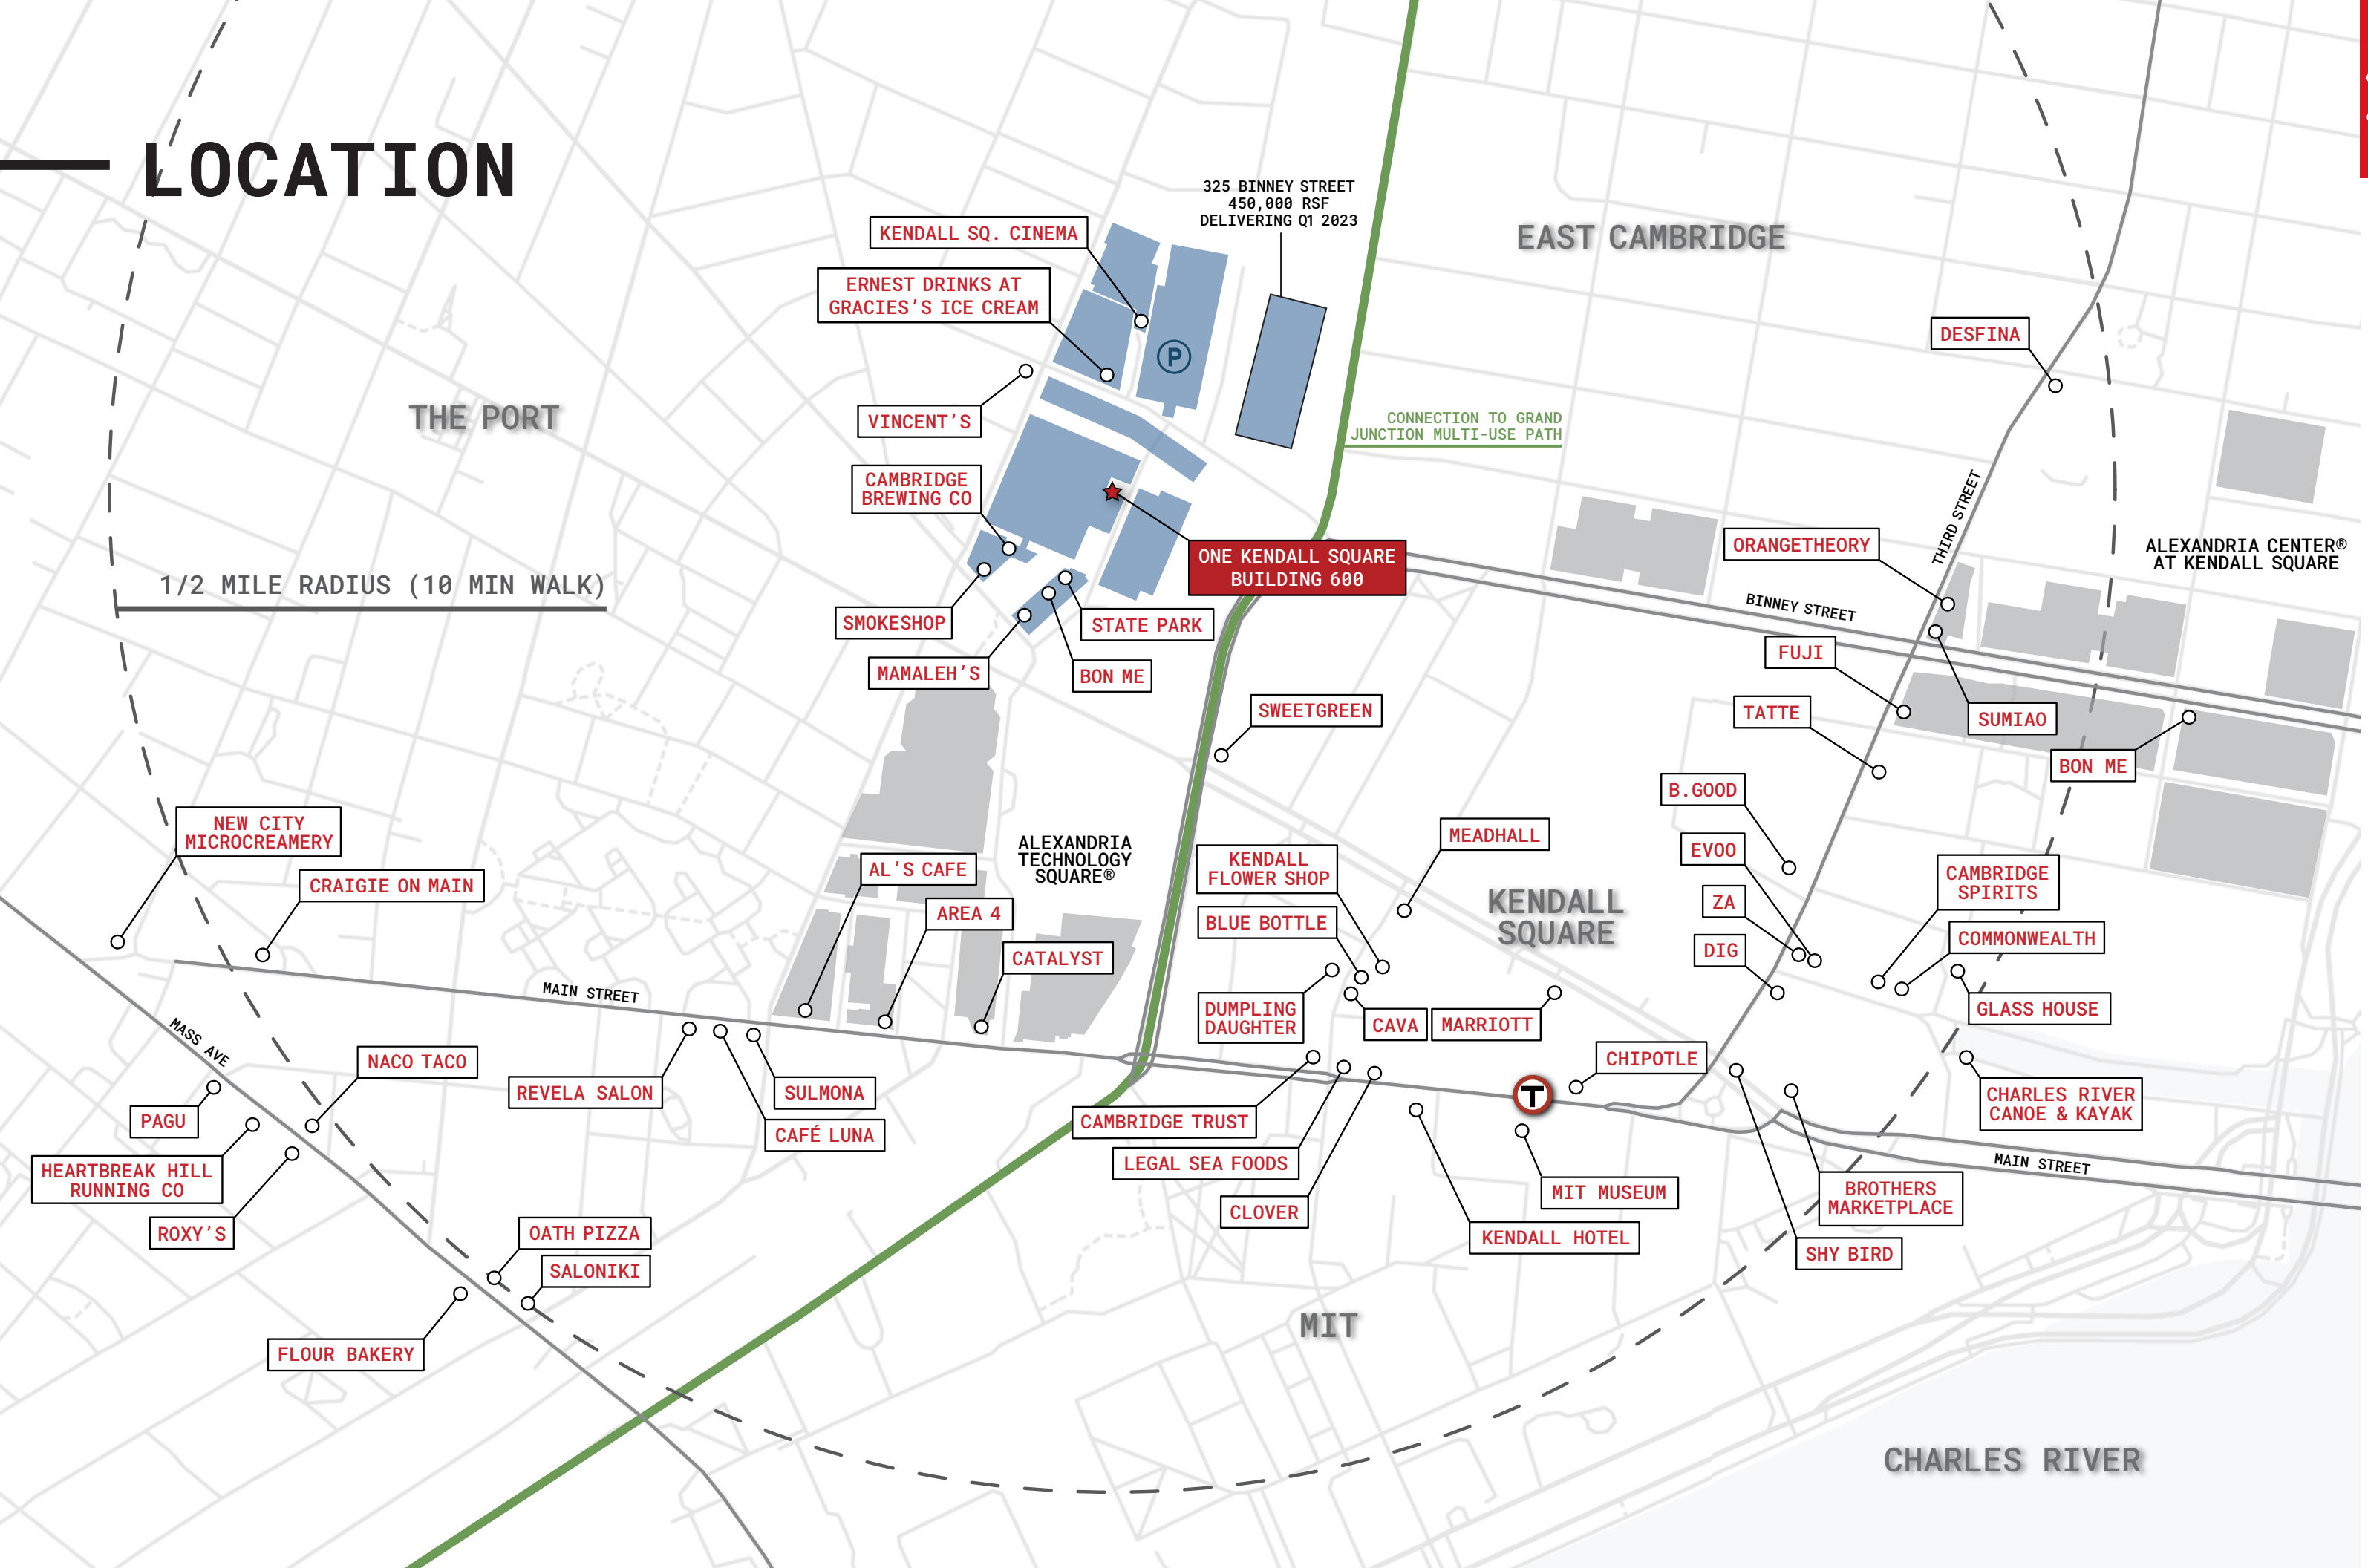 LOCATION
325 BINNEY STREET
450,000 RSF
DELIVERING Q1 2023
KENDALL SQ. CINEMA
EAST CAMBRIDGE
ERNEST DRINKS AT
GRACIES'S ICE CREAM
P
DESFINA
THE PORT
VINCENT'S
CONNECTION TO GRAND
JUNCTION MULTI-USE PATH
CAMBRIDGE
BREWING CO
THIRD STREET
ORANGETHEORY
ALEXANDRIA CENTER®
AT KENDALL SQUARE
ONE KENDALL SQUARE
BUILDING 600
1/2 MILE RADIUS (10 MIN WALK)
BINNEY STREET
SMOKESHOP
STATE PARK
FUJI
MAMALEH'S
BON ME
SWEETGREEN
TATTE
SUMIAO
BON ME
B.GOOD
NEW CITY
MICROCREAMERY
MEADHALL
ALEXANDRIA
TECHNOLOGY
SQUARE®
EVOO
AL'S CAFE
KENDALL
FLOWER SHOP
CAMBRIDGE
SPIRITS
CRAIGIE ON MAIN
KENDALL
SQUARE
ZA
AREA 4
BLUE BOTTLE
COMMONWEALTH
DIG
CATALYST
MAIN STREET
DUMPLING
DAUGHTER
CAVA
MARRIOTT
GLASS HOUSE
MASS AVE
NACO TACO
CHIPOTLE
REVELA SALON
SULMONA
T
CHARLES RIVER
CANOE & KAYAK
PAGU
CAMBRIDGE TRUST
CAFÉ LUNA
LEGAL SEA FOODS
MAIN STREET
HEARTBREAK HILL
RUNNING CO
MIT MUSEUM
BROTHERS
MARKETPLACE
CLOVER
ROXY'S
OATH PIZZA
KENDALL HOTEL
SHY BIRD
SALONIKI
MIT
FLOUR BAKERY
CHARLES RIVER